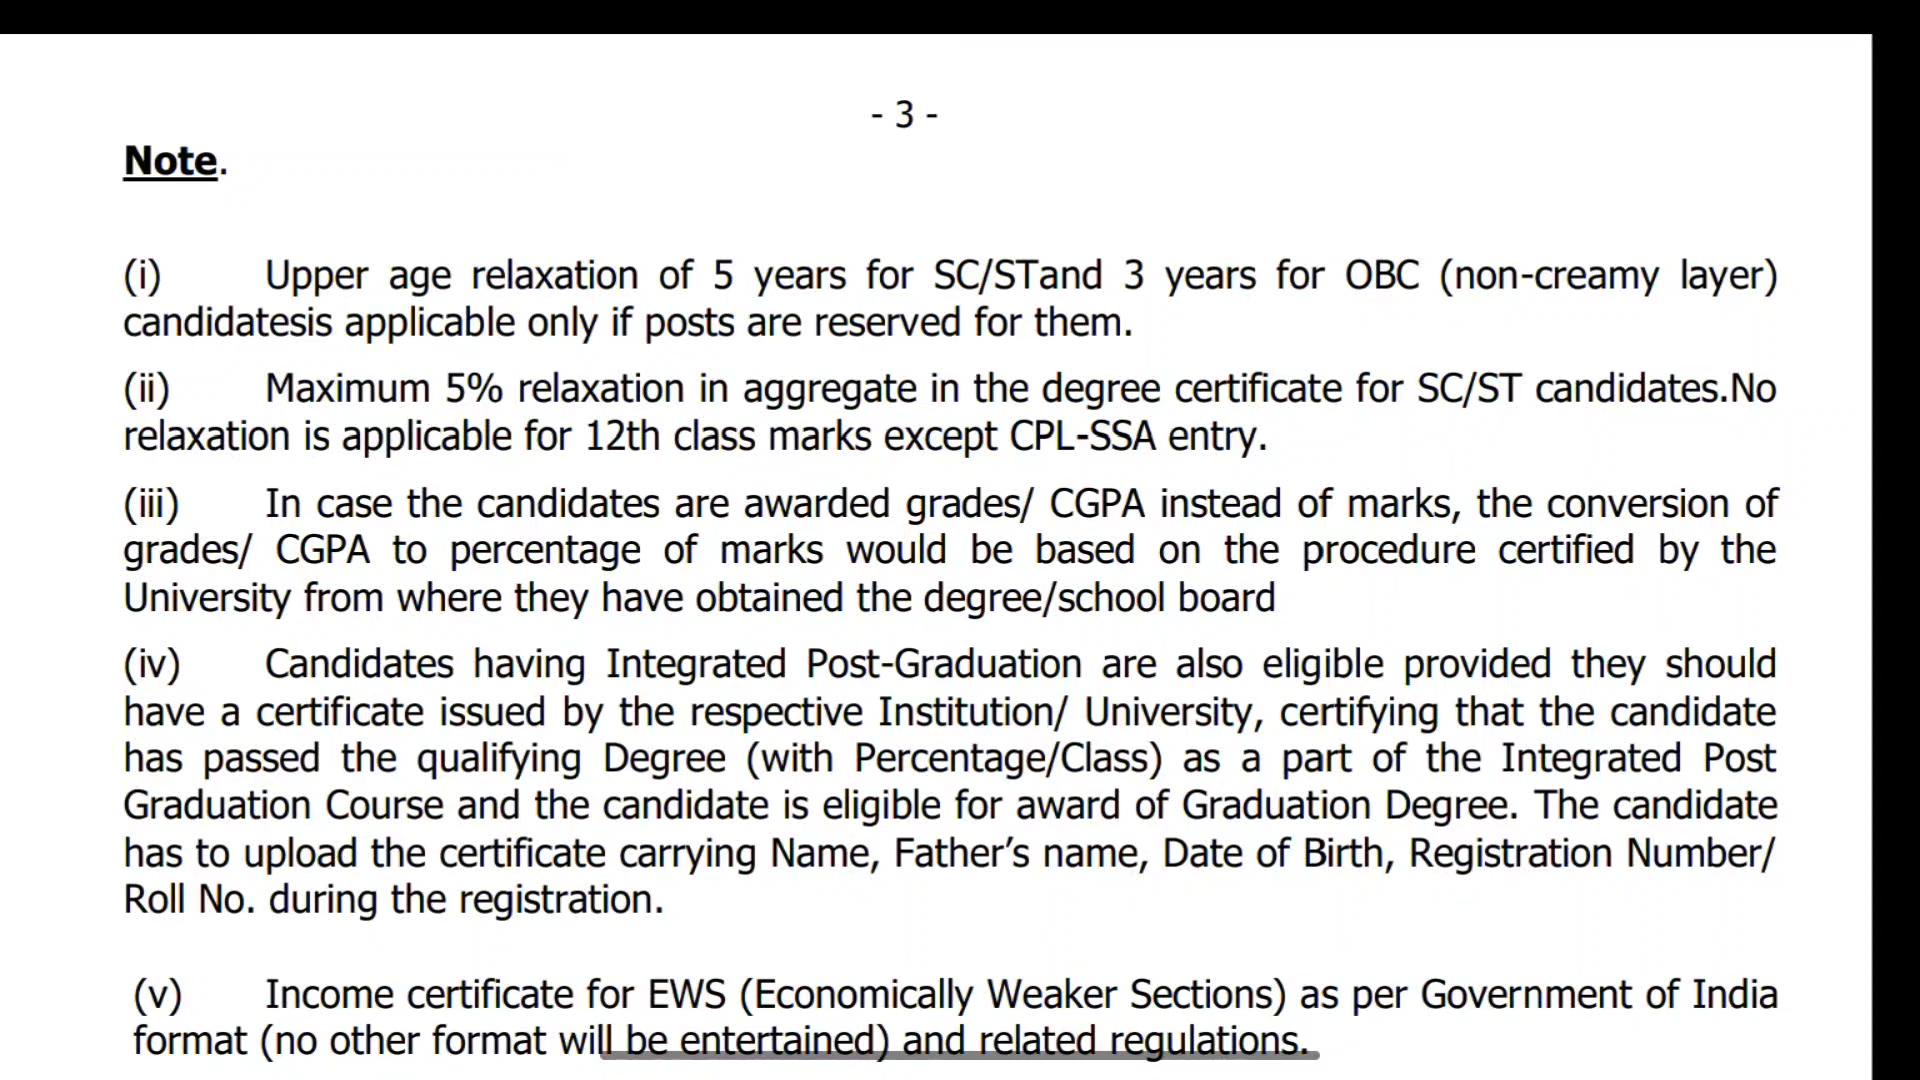 - 3 -
Note.
(i) Upper age relaxation of 5 years for SC/STand 3 years for OBC (non-creamy layer)
candidatesis applicable only if posts are reserved for them.
(ii) Maximum 5% relaxation in aggregate in the degree certificate for SC/ST candidates.No
relaxation is applicable for 12th class marks except CPL-SSA entry.
(iii) In case the candidates are awarded grades/ CGPA instead of marks, the conversion of
grades/ CGPA to percentage of marks would be based on the procedure certified by the
University from where they have obtained the degree/school board
(iv) Candidates having Integrated Post-Graduation are also eligible provided they should
have a certificate issued by the respective Institution/ University, certifying that the candidate
has passed the qualifying Degree (with Percentage/Class) as a part of the Integrated Post
Graduation Course and the candidate is eligible for award of Graduation Degree. The candidate
has to upload the certificate carrying Name, Father’s name, Date of Birth, Registration Number/
Roll No. during the registration.
(v) Income certificate for EWS (Economically Weaker Sections) as per Government of India
format (no other format will be entertained) and related regulations.